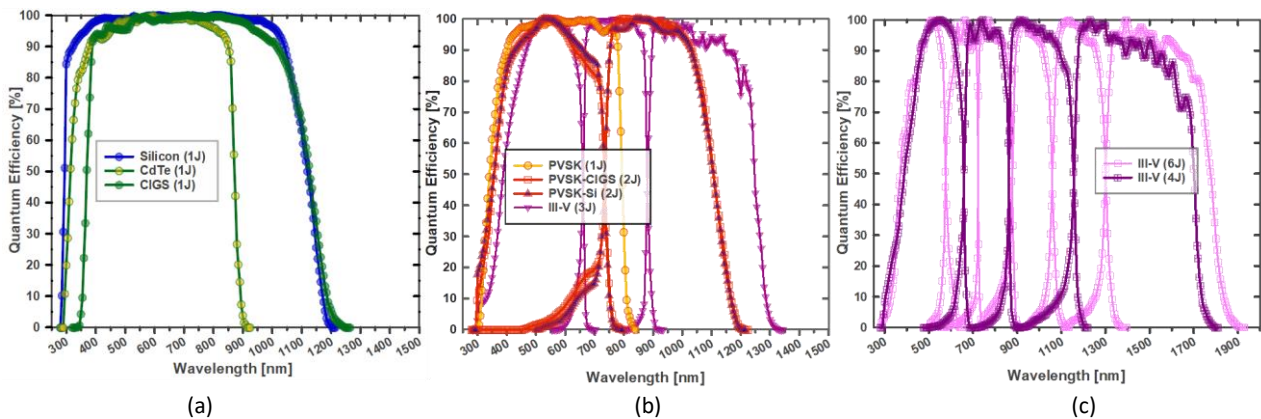 Quantum Efficiency [%]
100
90
80
70
60
50
40
30
20
10
0
Silicon (1J)
CdTe (1J)
CIGS (1J)
300 400 500 600 700 800 900 1000 1100 1200 1300 1400 1500
Wavelength [nm]
(a)
Quantum Efficiency [%]
100
90
80
70
60
50
40
30
20
10
0
PVSK (1J)
PVSK-CIGS (2J)
PVSK-Si (2J)
III-V (3J)
300 400 500 600 700 800 900 1000 1100 1200 1300 1400 1500
Wavelength [nm]
(b)
Quantum Efficiency [%]
100
90
80
70
60
50
40
30
20
10
0
III-V (6J)
III-V (4J)
300 500 700 900 1100 1300 1500 1700 1900
Wavelength [nm]
(c)